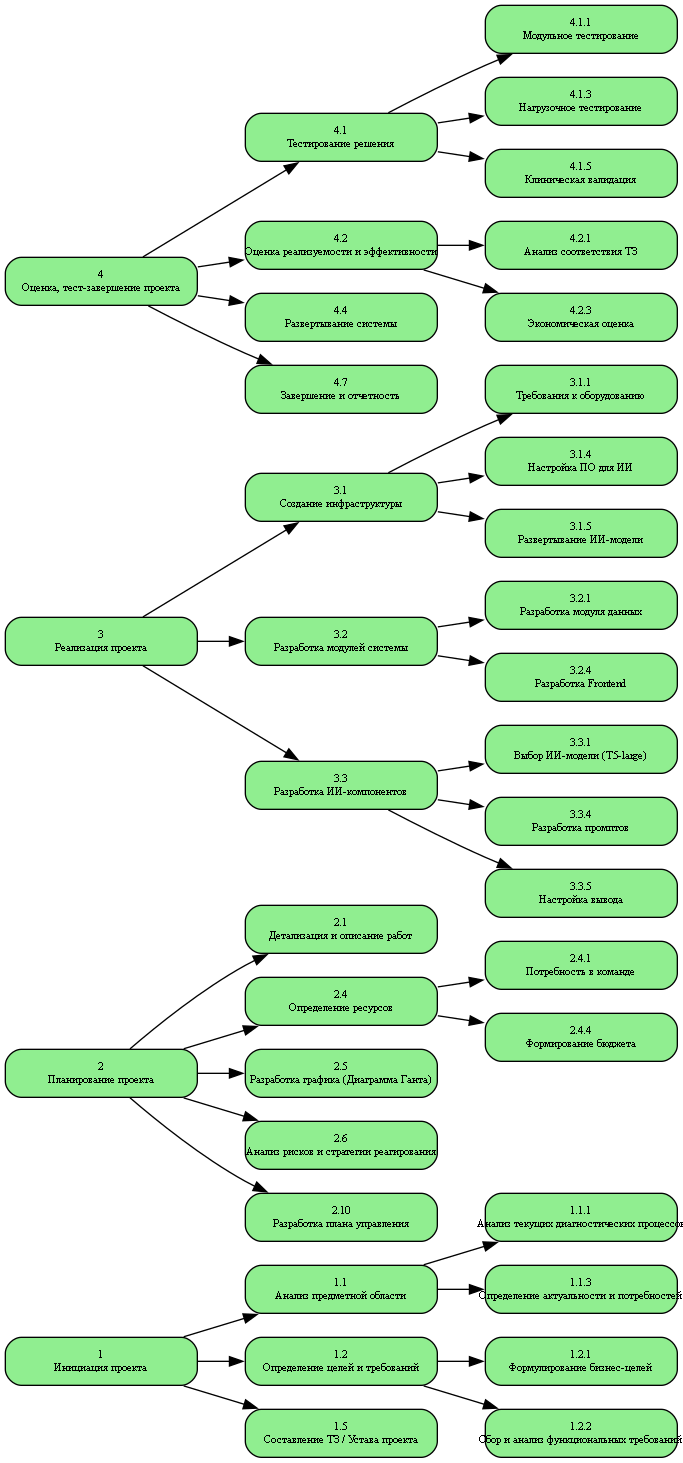 4.1.1
Модульное тестирование
4.1.3
Нагрузочное тестирование
4.1
Тестирование решения
4.1.5
Клиническая валидация
4.2
Оценка реализуемости и эффективности
4.2.1
Анализ соответствия ТЗ
4
Оценка, тест-завершение проекта
4.4
Развертывание системы
4.2.3
Экономическая оценка
4.7
Завершение и отчетность
3.1.1
Требования к оборудованию
3.1.4
Настройка ПО для ИИ
3.1
Создание инфраструктуры
3.1.5
Развертывание ИИ-модели
3.2.1
Разработка модуля данных
3
Реализация проекта
3.2
Разработка модулей системы
3.2.4
Разработка Frontend
3.3.1
Выбор ИИ-модели (T5-large)
3.3
Разработка ИИ-компонентов
3.3.4
Разработка промптов
3.3.5
Настройка вывода
2.1
Детализация и описание работ
2.4.1
Потребность в команде
2.4
Определение ресурсов
2.4.4
Формирование бюджета
2
Планирование проекта
2.5
Разработка графика (Диаграмма Ганта)
2.6
Анализ рисков и стратегии реагирования
2.10
Разработка плана управления
1.1.1
Анализ текущих диагностических процессов
1.1
Анализ предметной области
1.1.3
Определение актуальности и потребностей
1
Инициация проекта
1.2
Определение целей и требований
1.2.1
Формулирование бизнес-целей
1.5
Составление ТЗ / Устава проекта
1.2.2
Сбор и анализ функциональных требований